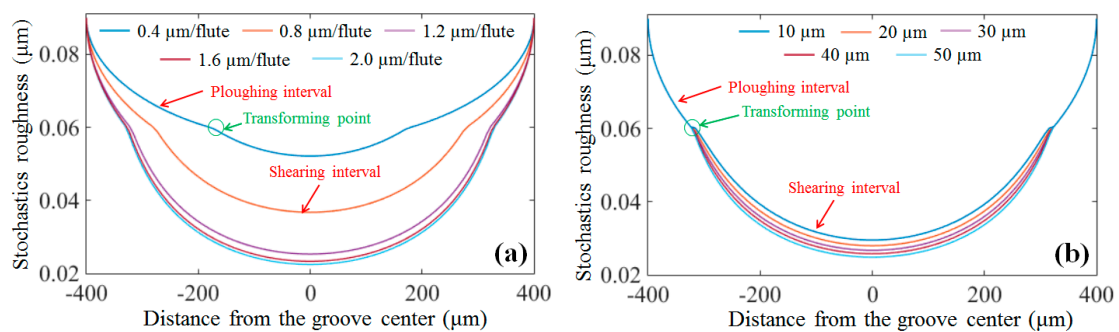 0.4 μm/flute 0.8 μm/flute 1.2 μm/flute
1.6 μm/flute 2.0 μm/flute
Ploughing interval
Transforming point
Shearing interval
(a)
Stochastics roughness (μm)
0.08
0.06
0.04
0.02
-400 -200 0 200 400
Distance from the groove center (μm)
10 μm 20 μm 30 μm
40 μm 50 μm
Ploughing interval
Transforming point
Shearing interval
(b)
Stochastics roughness (μm)
0.08
0.06
0.04
0.02
-400 -200 0 200 400
Distance from the groove center (μm)